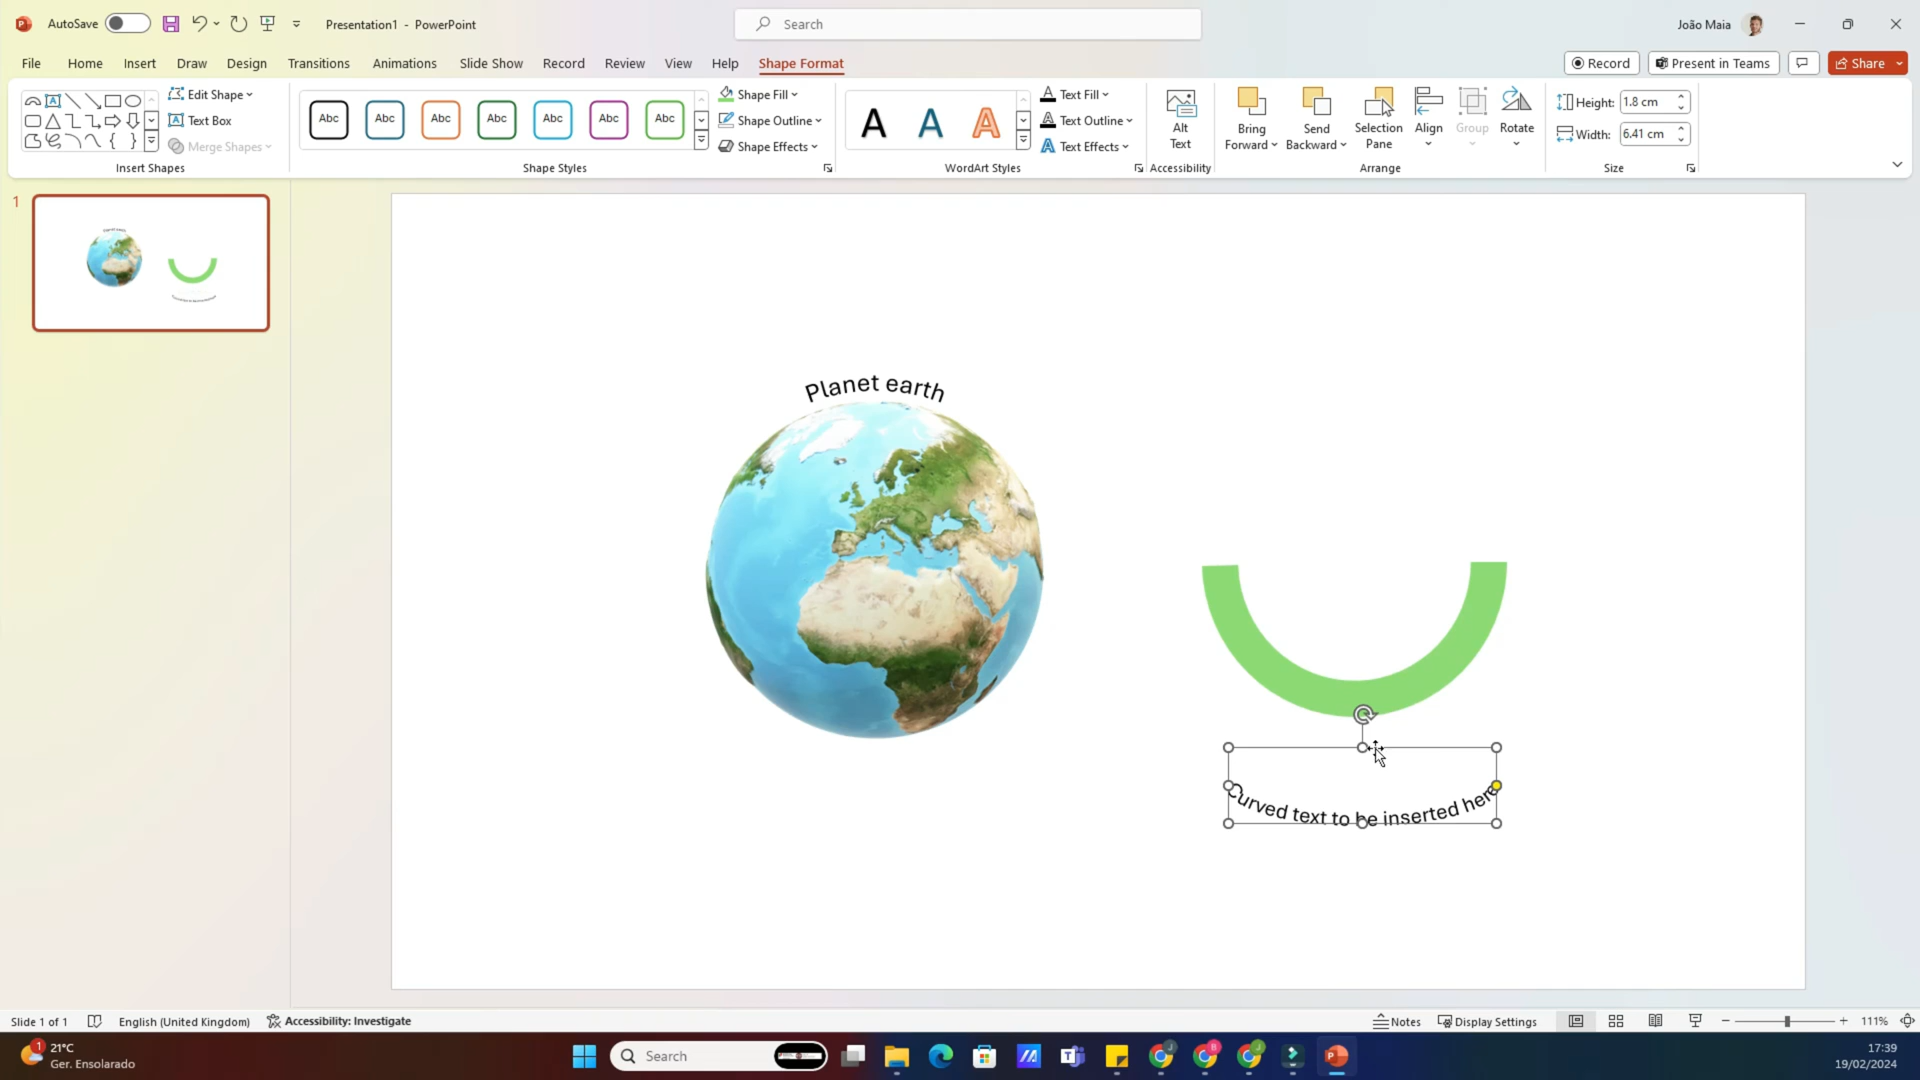 AutoSave
Presentation1 - PowerPoint
Search
João Maia
File
Home
Insert
Draw
Design
Transitions
Animations
Slide Show
Record
Review
View
Help
Shape Format
Record
Present in Teams
Share
Edit Shape
Text Box
Merge Shapes
Insert Shapes
Abc
Abc
Abc
Abc
Abc
Abc
Abc
Shape Fill
Shape Outline
Shape Effects
Shape Styles
A
A
A
Text Fill
Text Outline
Text Effects
WordArt Styles
Alt
Text
Accessibility
Bring
Forward
Send
Backward
Selection
Pane
Align
Group
Rotate
Arrange
Height:
1.8 cm
Width:
6.41 cm
Size
1
Planet earth
Curved text to be inserted here
Slide 1 of 1
English (United Kingdom)
Accessibility: Investigate
Notes
Display Settings
111%
1
21°C
Ger. Ensolarado
Search
17:39
19/02/2024